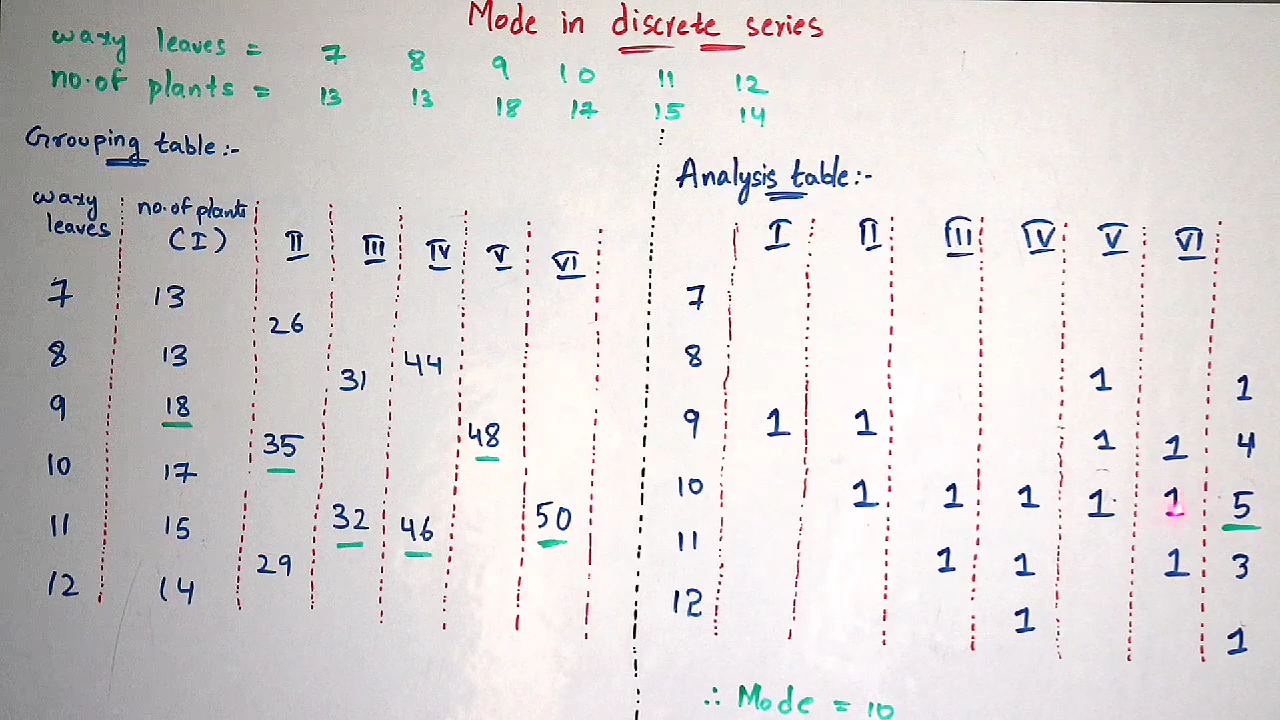 Mode in discrete series
waxy leaves = 7 8 9 10 11 12
no.of plants = 13 13 18 17 15 14
Grouping table:-
waxy leaves no.of plants (I) II III IV V VI
7 13
26
8 13 44
31
9 18
35 48
10 17
32 46 50
11 15
29
12 14
Analysis table:-
I II III IV V VI
7
8 1 1
9 1 1 1 1 4
10 1 1 1 1 1 5
11 1 1 1 3
12 1 1
∴ Mode = 10